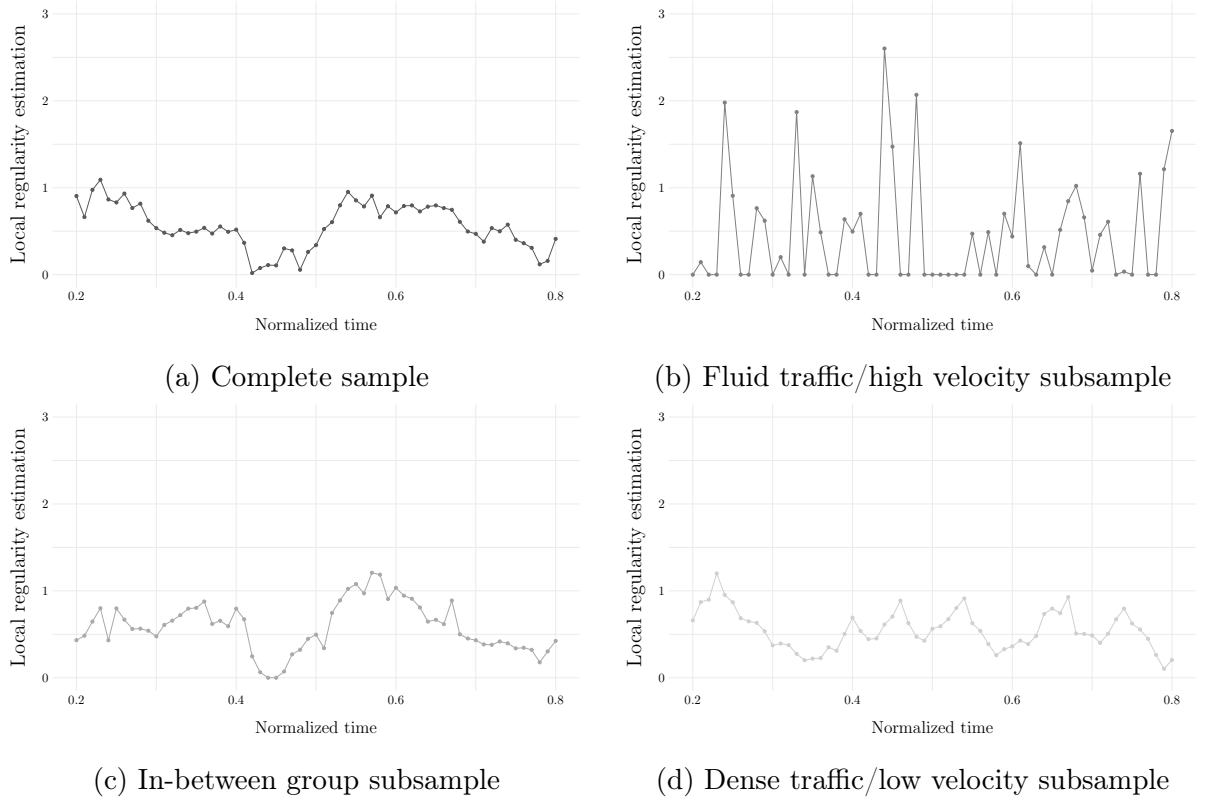 Local regularity estimation
3
2
1
0
0.2 0.4 0.6 0.8
Normalized time
(a) Complete sample
Local regularity estimation
3
2
1
0
0.2 0.4 0.6 0.8
Normalized time
(b) Fluid traffic/high velocity subsample
Local regularity estimation
3
2
1
0
0.2 0.4 0.6 0.8
Normalized time
(c) In-between group subsample
Local regularity estimation
3
2
1
0
0.2 0.4 0.6 0.8
Normalized time
(d) Dense traffic/low velocity subsample